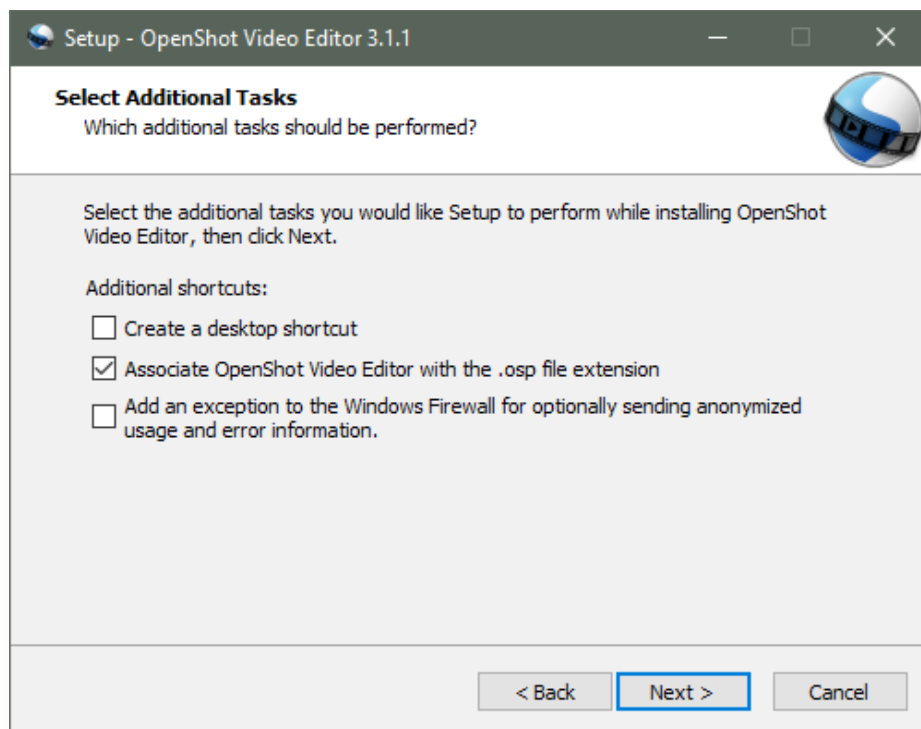 Setup - OpenShot Video Editor 3.1.1
Select Additional Tasks
Which additional tasks should be performed?
Select the additional tasks you would like Setup to perform while installing OpenShot
Video Editor, then click Next.
Additional shortcuts:
Create a desktop shortcut
Associate OpenShot Video Editor with the .osp file extension
Add an exception to the Windows Firewall for optionally sending anonymized
usage and error information.
< Back Next > Cancel